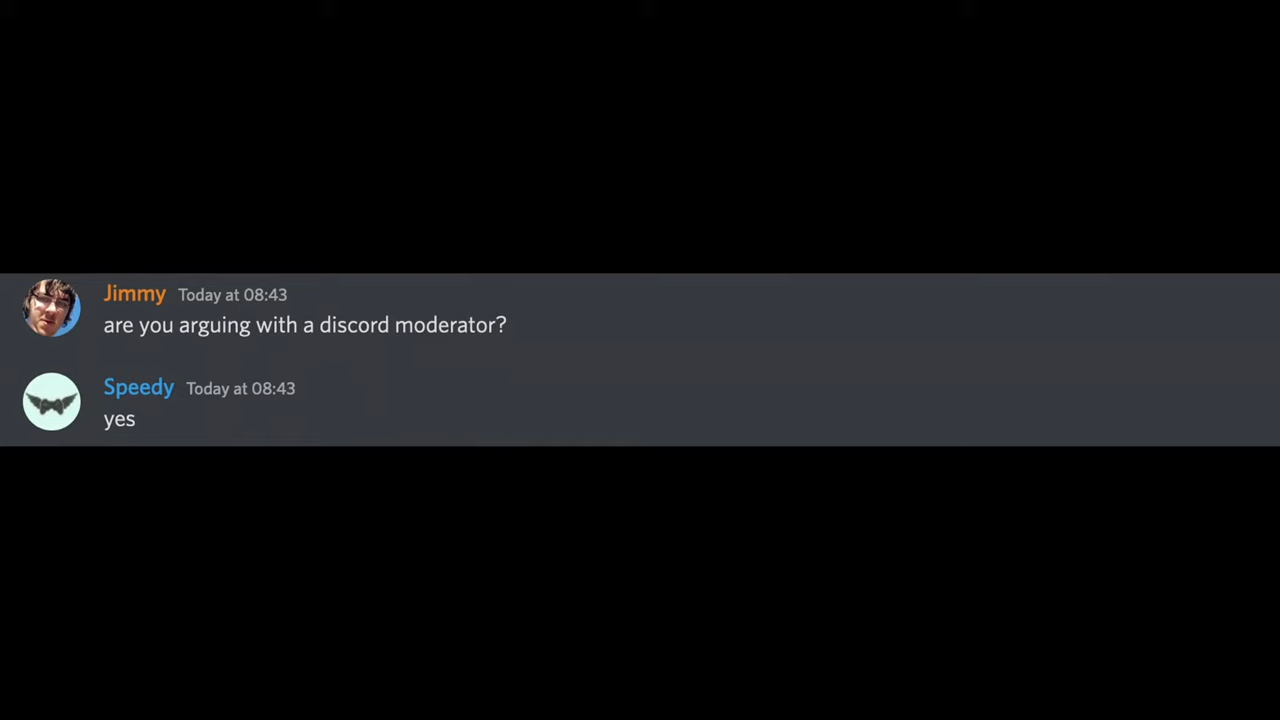 Jimmy Today at 08:43
are you arguing with a discord moderator?
Speedy Today at 08:43
yes